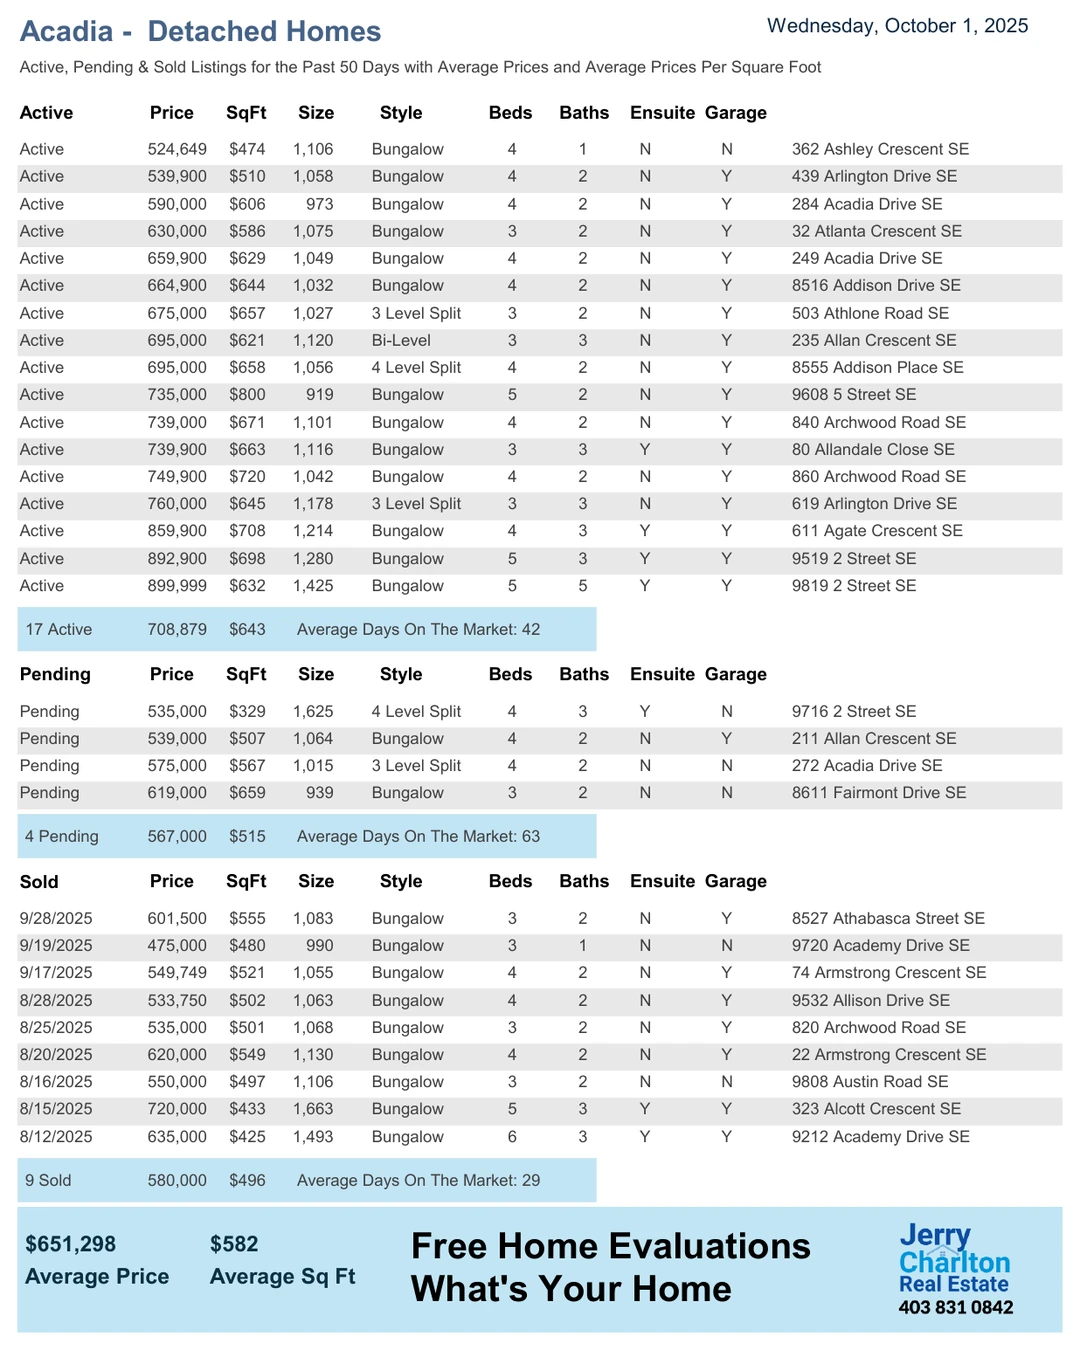 Acadia - Detached Homes
Wednesday, October 1, 2025
Active, Pending & Sold Listings for the Past 50 Days with Average Prices and Average Prices Per Square Foot
Active Price SqFt Size Style Beds Baths Ensuite Garage
Active 524,649 $474 1,106 Bungalow 4 1 N N 362 Ashley Crescent SE
Active 539,900 $510 1,058 Bungalow 4 2 N Y 439 Arlington Drive SE
Active 590,000 $606 973 Bungalow 4 2 N Y 284 Acadia Drive SE
Active 630,000 $586 1,075 Bungalow 3 2 N Y 32 Atlanta Crescent SE
Active 659,900 $629 1,049 Bungalow 4 2 N Y 249 Acadia Drive SE
Active 664,900 $644 1,032 Bungalow 4 2 N Y 8516 Addison Drive SE
Active 675,000 $657 1,027 3 Level Split 3 2 N Y 503 Athlone Road SE
Active 695,000 $621 1,120 Bi-Level 3 3 N Y 235 Allan Crescent SE
Active 695,000 $658 1,056 4 Level Split 4 2 N Y 8555 Addison Place SE
Active 735,000 $800 919 Bungalow 5 2 N Y 9608 5 Street SE
Active 739,000 $671 1,101 Bungalow 4 2 N Y 840 Archwood Road SE
Active 739,900 $663 1,116 Bungalow 3 3 Y Y 80 Allandale Close SE
Active 749,900 $720 1,042 Bungalow 4 2 N Y 860 Archwood Road SE
Active 760,000 $645 1,178 3 Level Split 3 3 N Y 619 Arlington Drive SE
Active 859,900 $708 1,214 Bungalow 4 3 Y Y 611 Agate Crescent SE
Active 892,900 $698 1,280 Bungalow 5 3 Y Y 9519 2 Street SE
Active 899,999 $632 1,425 Bungalow 5 5 Y Y 9819 2 Street SE
17 Active 708,879 $643 Average Days On The Market: 42
Pending Price SqFt Size Style Beds Baths Ensuite Garage
Pending 535,000 $329 1,625 4 Level Split 4 3 Y N 9716 2 Street SE
Pending 539,000 $507 1,064 Bungalow 4 2 N Y 211 Allan Crescent SE
Pending 575,000 $567 1,015 3 Level Split 4 2 N N 272 Acadia Drive SE
Pending 619,000 $659 939 Bungalow 3 2 N N 8611 Fairmont Drive SE
4 Pending 567,000 $515 Average Days On The Market: 63
Sold Price SqFt Size Style Beds Baths Ensuite Garage
9/28/2025 601,500 $555 1,083 Bungalow 3 2 N Y 8527 Athabasca Street SE
9/19/2025 475,000 $480 990 Bungalow 3 1 N N 9720 Academy Drive SE
9/17/2025 549,749 $521 1,055 Bungalow 4 2 N Y 74 Armstrong Crescent SE
8/28/2025 533,750 $502 1,063 Bungalow 4 2 N Y 9532 Allison Drive SE
8/25/2025 535,000 $501 1,068 Bungalow 3 2 N Y 820 Archwood Road SE
8/20/2025 620,000 $549 1,130 Bungalow 4 2 N Y 22 Armstrong Crescent SE
8/16/2025 550,000 $497 1,106 Bungalow 3 2 N N 9808 Austin Road SE
8/15/2025 720,000 $433 1,663 Bungalow 5 3 Y Y 323 Alcott Crescent SE
8/12/2025 635,000 $425 1,493 Bungalow 6 3 Y Y 9212 Academy Drive SE
9 Sold 580,000 $496 Average Days On The Market: 29
$651,298 $582
Average Price Average Sq Ft
Free Home Evaluations
What's Your Home
Jerry
Charlton
Real Estate
403 831 0842